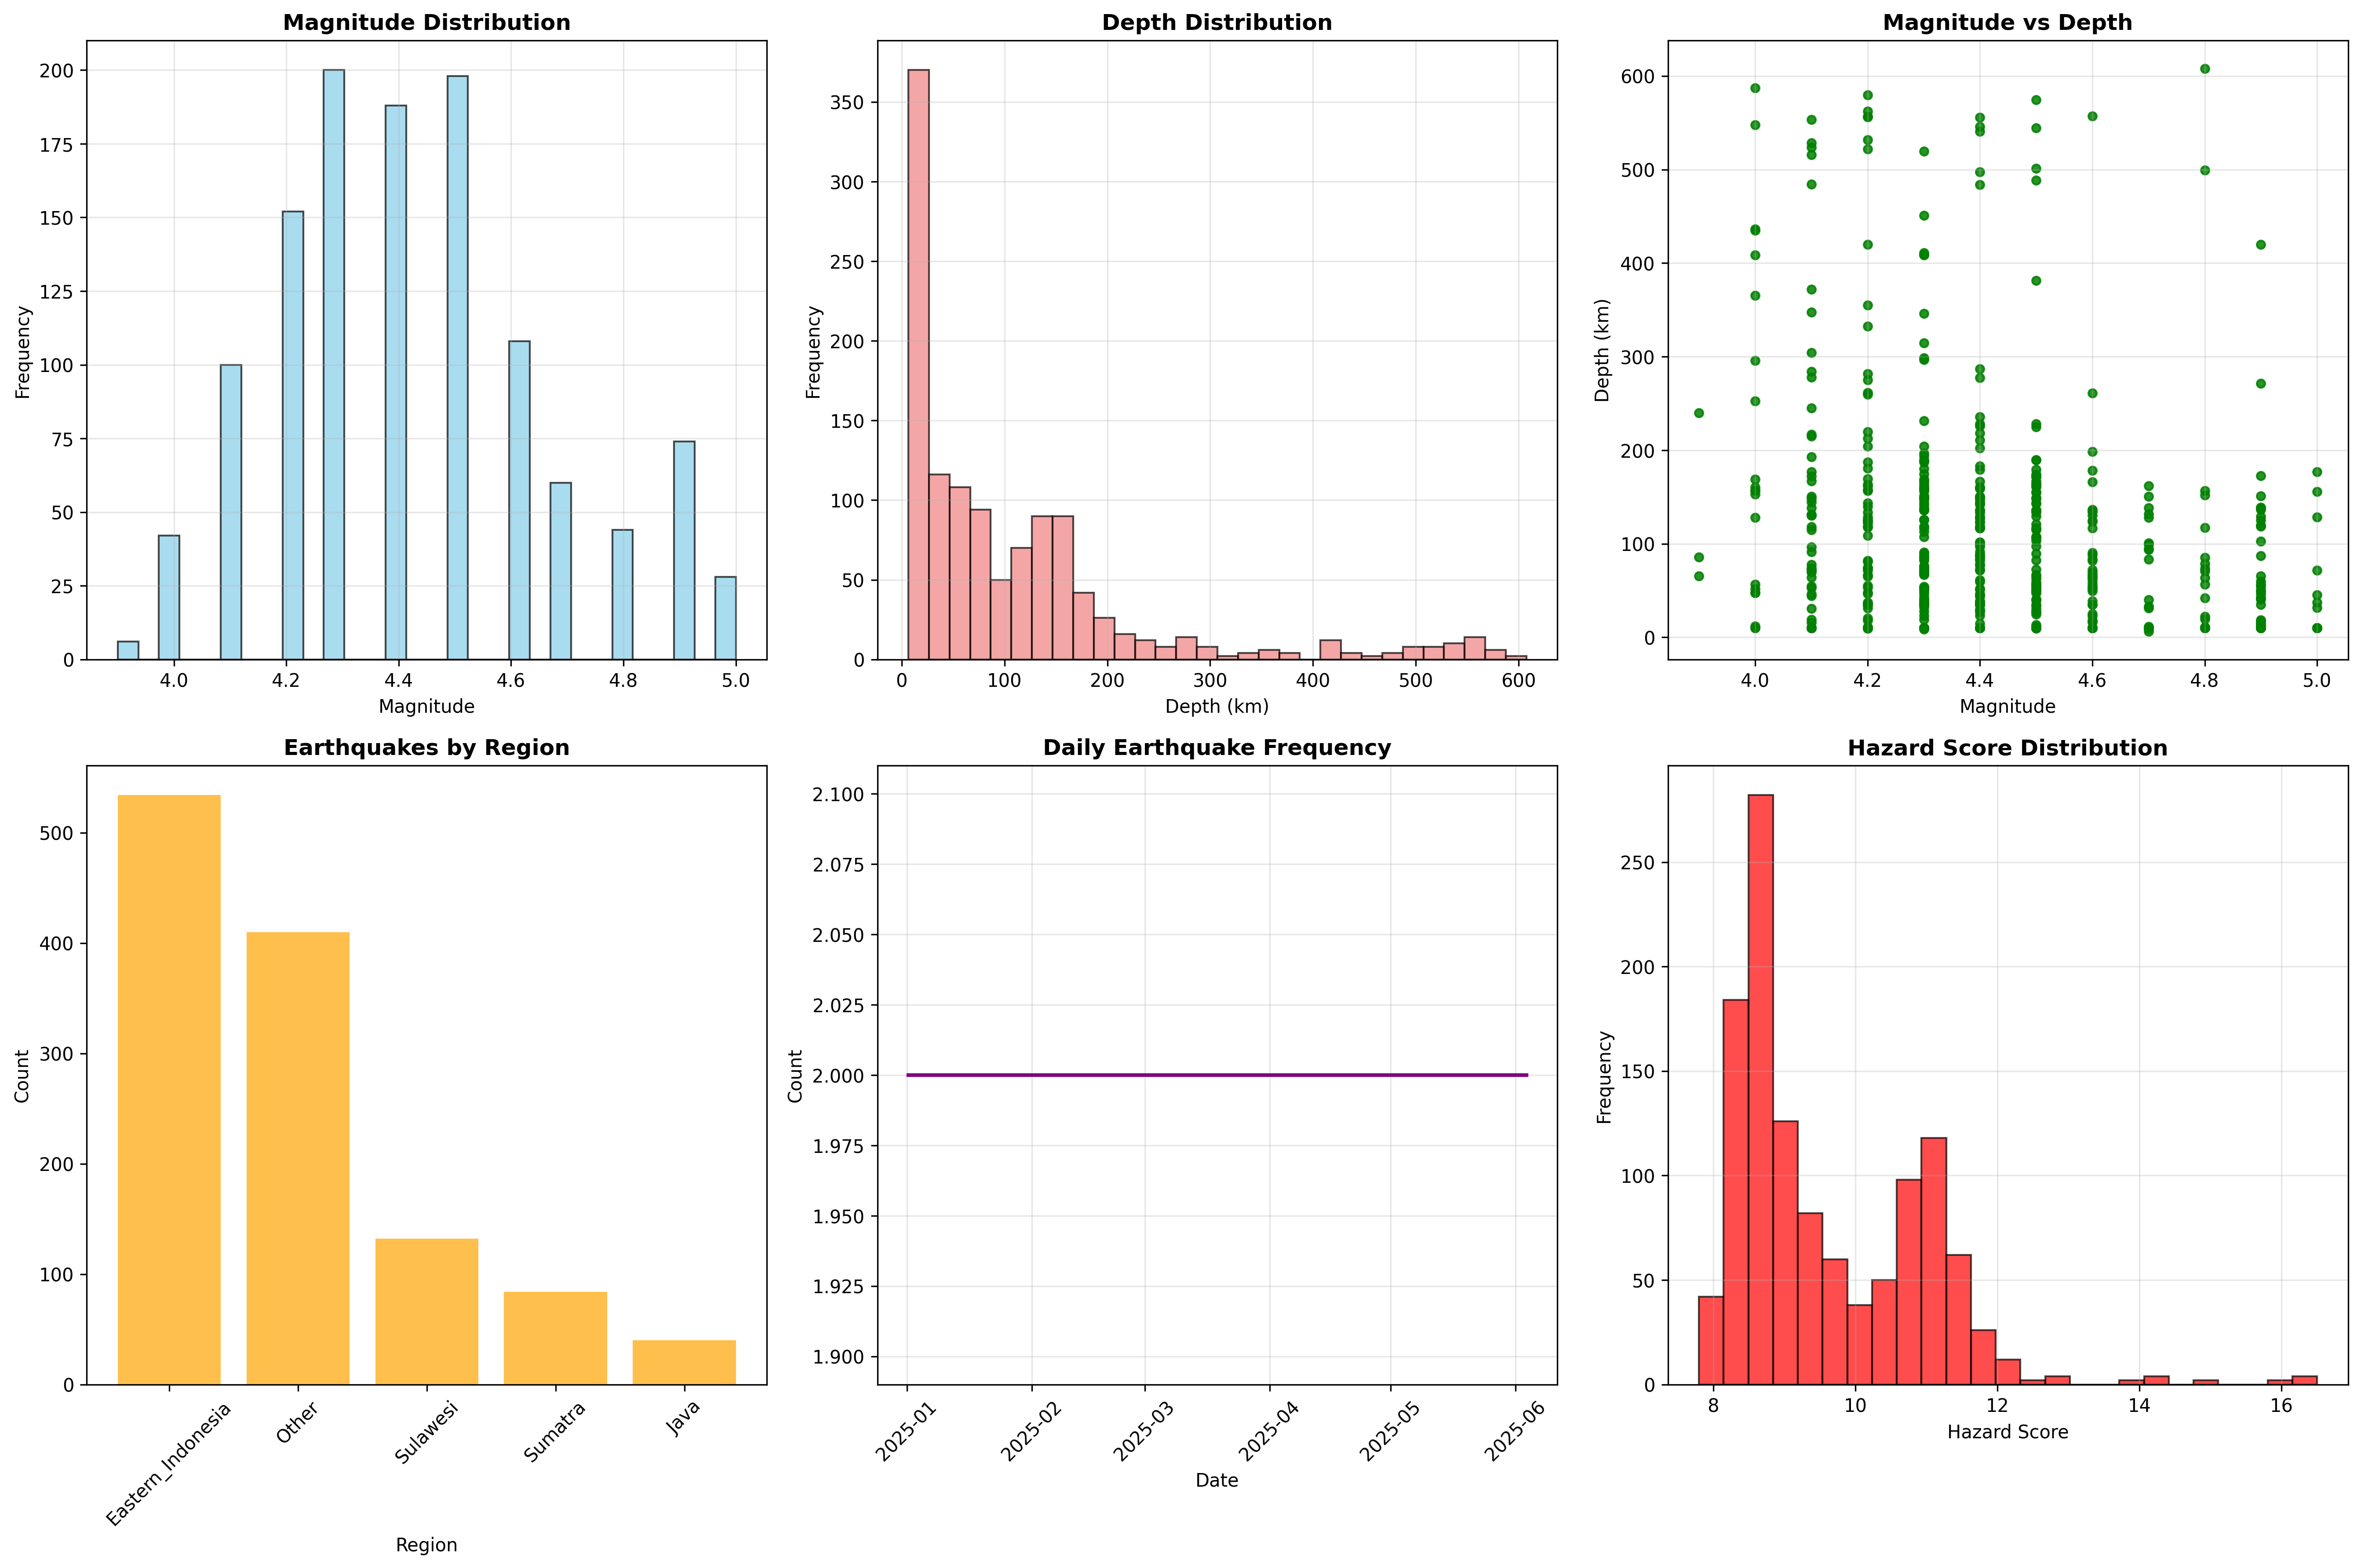 Magnitude Distribution
200
175
150
125
100
75
50
25
0
Frequency
4.0 4.2 4.4 4.6 4.8 5.0
Magnitude
Depth Distribution
350
300
250
200
150
100
50
0
Frequency
0 100 200 300 400 500 600
Depth (km)
Magnitude vs Depth
600
500
400
300
200
100
0
Depth (km)
4.0 4.2 4.4 4.6 4.8 5.0
Magnitude
Earthquakes by Region
500
400
300
200
100
0
Count
Eastern_Indonesia
Other
Sulawesi
Sumatra
Java
Region
Daily Earthquake Frequency
2.100
2.075
2.050
2.025
2.000
1.975
1.950
1.925
1.900
Count
2025-01
2025-02
2025-03
2025-04
2025-05
2025-06
Date
Hazard Score Distribution
250
200
150
100
50
0
Frequency
8 10 12 14 16
Hazard Score